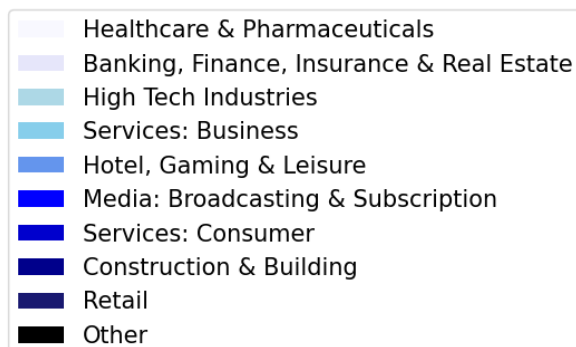 Healthcare & Pharmaceuticals
Banking, Finance, Insurance & Real Estate
High Tech Industries
Services: Business
Hotel, Gaming & Leisure
Media: Broadcasting & Subscription
Services: Consumer
Construction & Building
Retail
Other